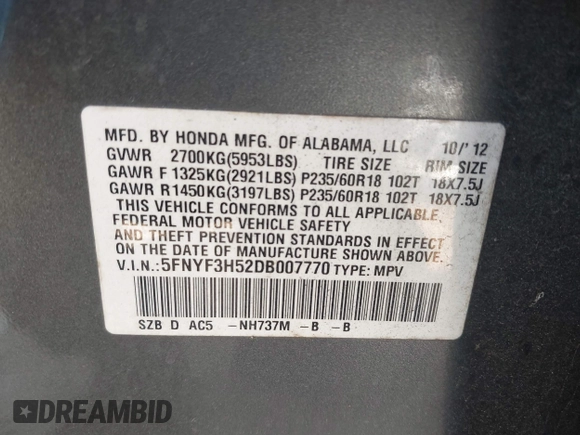 MFD. BY HONDA MFG. OF ALABAMA, LLC 10/'12
GVWR 2700KG(5953LBS) TIRE SIZE RIM SIZE
GAWR F 1325KG(2921LBS) P235/60R18 102T 18X7.5J
GAWR R1450KG(3197LBS) P235/60R18 102T 18X7.5J
THIS VEHICLE CONFORMS TO ALL APPLICABLE
FEDERAL MOTOR VEHICLE SAFETY
AND THEFT PREVENTION STANDARDS IN EFFECT
ON THE DATE OF MANUFACTURE SHOWN ABOVE.
V.I.N.:5FNYF3H52DB007770 TYPE: MPV
SZB D AC5 -NH737M -B -B
DREAMBID